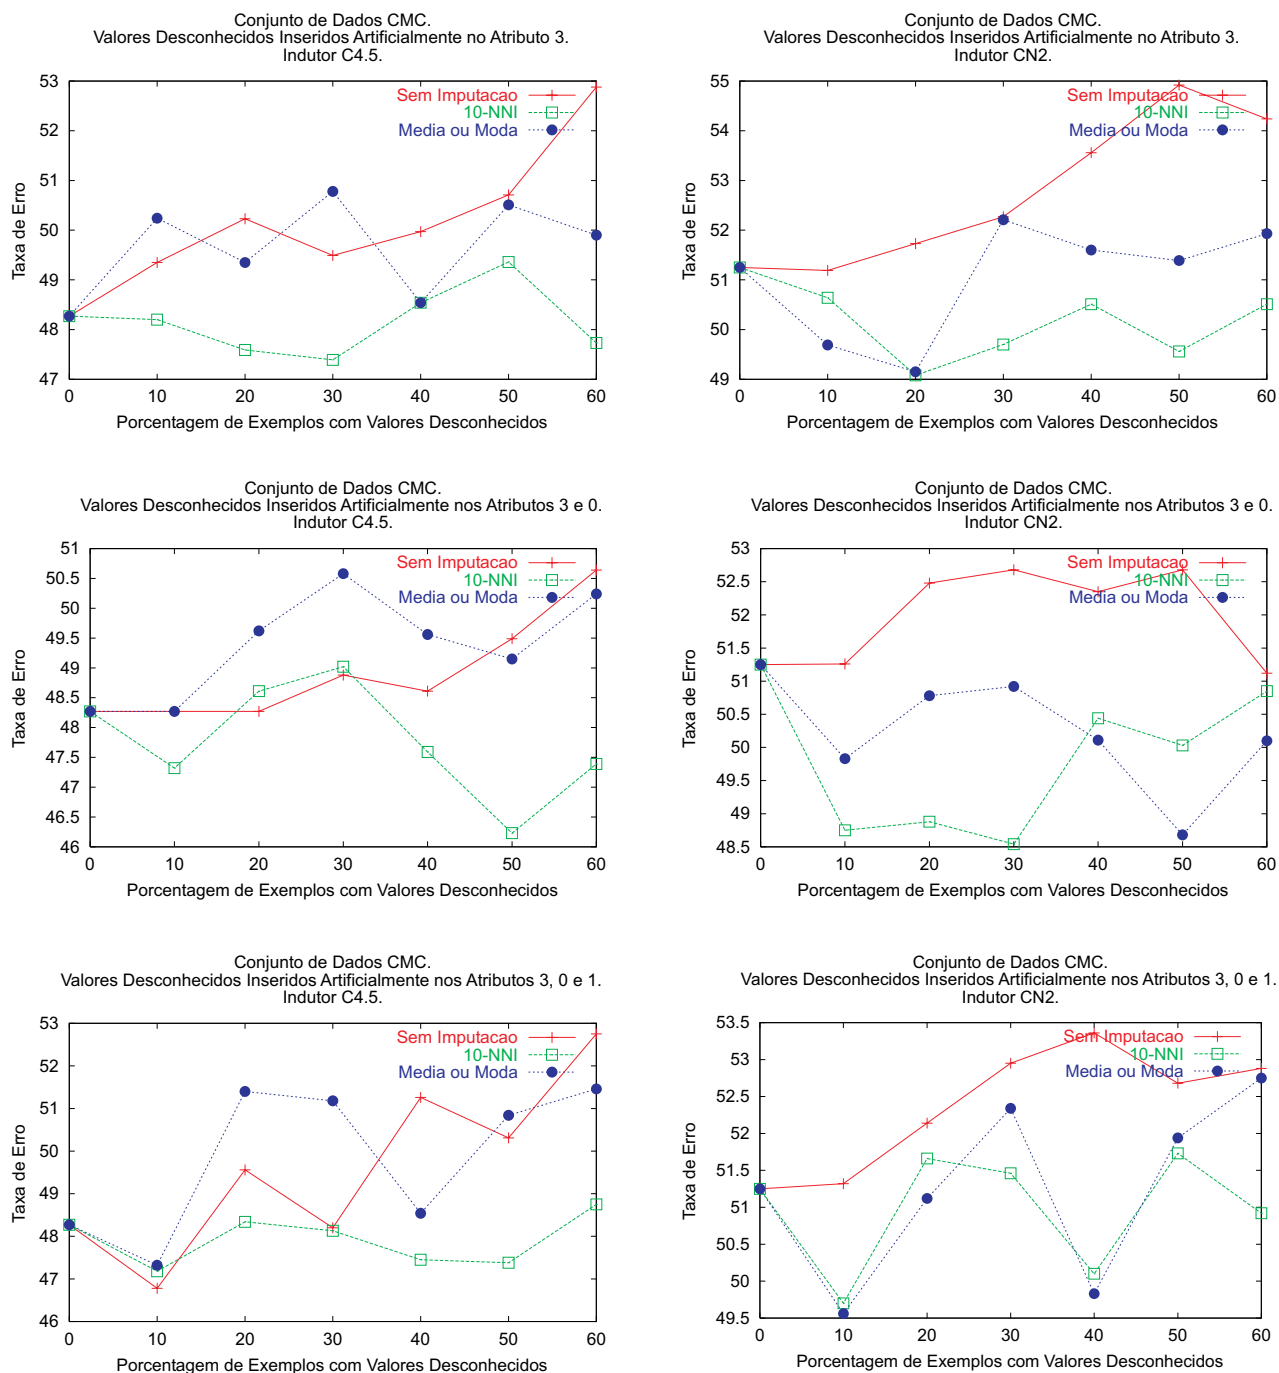 Conjunto de Dados CMC.
Valores Desconhecidos Inseridos Artificialmente no Atributo 3.
Indutor C4.5.
53
52
51
50
49
48
47
0 10 20 30 40 50 60
Taxa de Erro
Porcentagem de Exemplos com Valores Desconhecidos
Sem Imputacao
10-NNI
Media ou Moda
Conjunto de Dados CMC.
Valores Desconhecidos Inseridos Artificialmente no Atributo 3.
Indutor CN2.
55
54
53
52
51
50
49
0 10 20 30 40 50 60
Taxa de Erro
Porcentagem de Exemplos com Valores Desconhecidos
Sem Imputacao
10-NNI
Media ou Moda
Conjunto de Dados CMC.
Valores Desconhecidos Inseridos Artificialmente nos Atributos 3 e 0.
Indutor C4.5.
51
50.5
50
49.5
49
48.5
48
47.5
47
46.5
46
0 10 20 30 40 50 60
Taxa de Erro
Porcentagem de Exemplos com Valores Desconhecidos
Sem Imputacao
10-NNI
Media ou Moda
Conjunto de Dados CMC.
Valores Desconhecidos Inseridos Artificialmente nos Atributos 3 e 0.
Indutor CN2.
53
52.5
52
51.5
51
50.5
50
49.5
49
48.5
0 10 20 30 40 50 60
Taxa de Erro
Porcentagem de Exemplos com Valores Desconhecidos
Sem Imputacao
10-NNI
Media ou Moda
Conjunto de Dados CMC.
Valores Desconhecidos Inseridos Artificialmente nos Atributos 3, 0 e 1.
Indutor C4.5.
53
52
51
50
49
48
47
46
0 10 20 30 40 50 60
Taxa de Erro
Porcentagem de Exemplos com Valores Desconhecidos
Sem Imputacao
10-NNI
Media ou Moda
Conjunto de Dados CMC.
Valores Desconhecidos Inseridos Artificialmente nos Atributos 3, 0 e 1.
Indutor CN2.
53.5
53
52.5
52
51.5
51
50.5
50
49.5
0 10 20 30 40 50 60
Taxa de Erro
Porcentagem de Exemplos com Valores Desconhecidos
Sem Imputacao
10-NNI
Media ou Moda